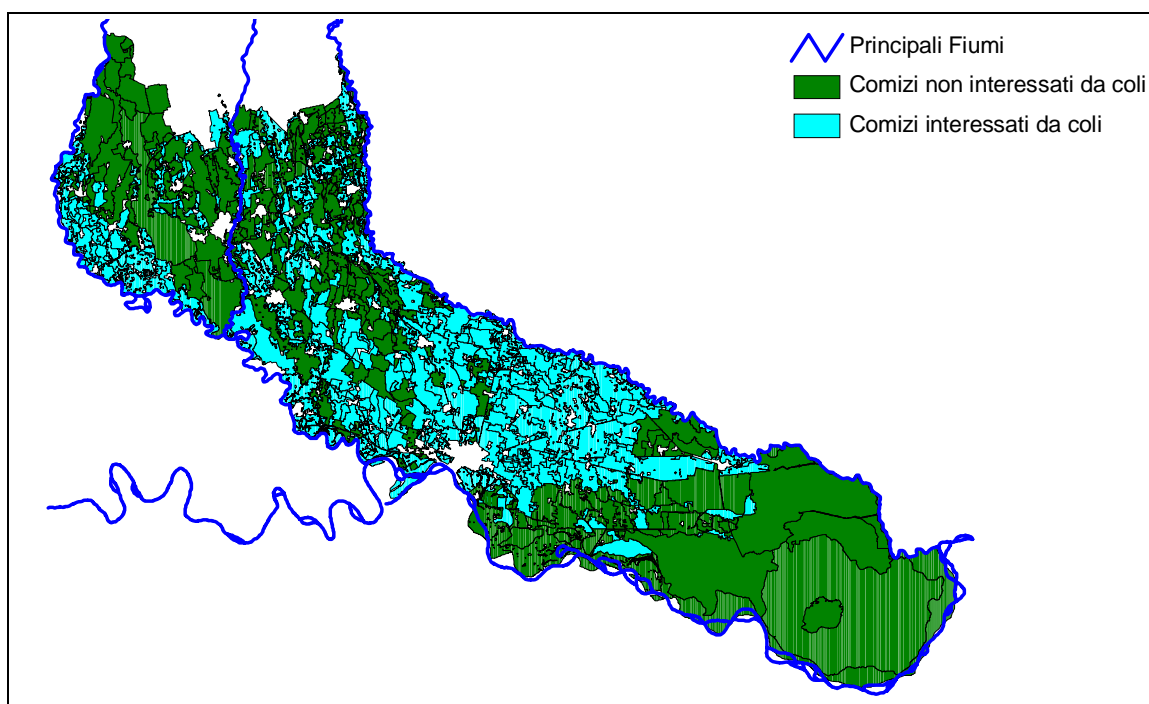 Principali Fiumi
Comizi non interessati da coli
Comizi interessati da coli